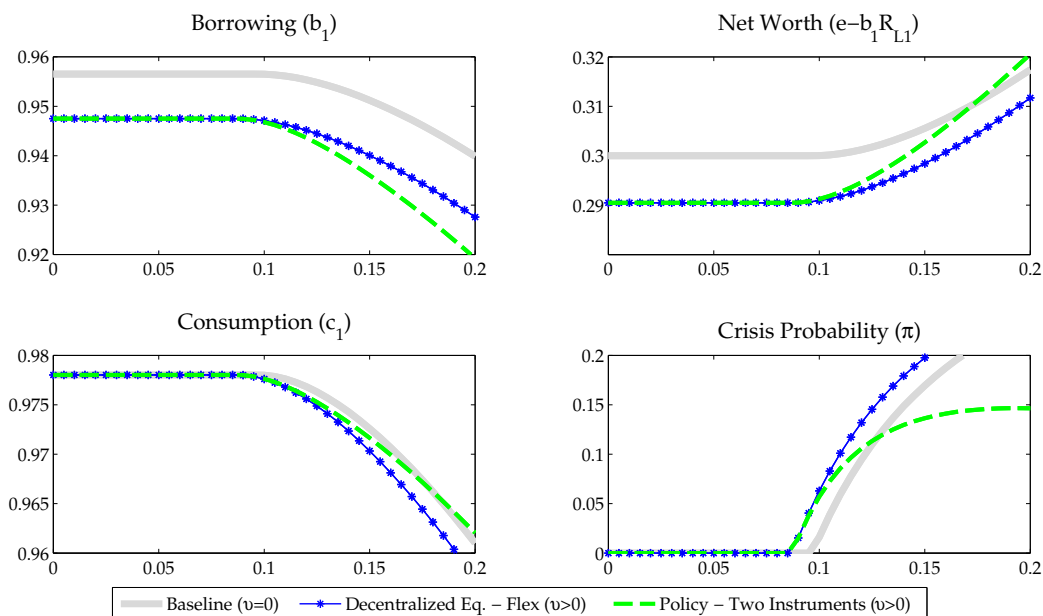 Borrowing (b1)
0.96
0.95
0.94
0.93
0.92
0 0.05 0.1 0.15 0.2
Net Worth (e−b1RL1)
0.32
0.31
0.3
0.29
0 0.05 0.1 0.15 0.2
Consumption (c1)
0.98
0.975
0.97
0.965
0.96
0 0.05 0.1 0.15 0.2
Crisis Probability (π)
0.2
0.15
0.1
0.05
0
0 0.05 0.1 0.15 0.2
Baseline (υ=0) Decentralized Eq. − Flex (υ>0) Policy − Two Instruments (υ>0)